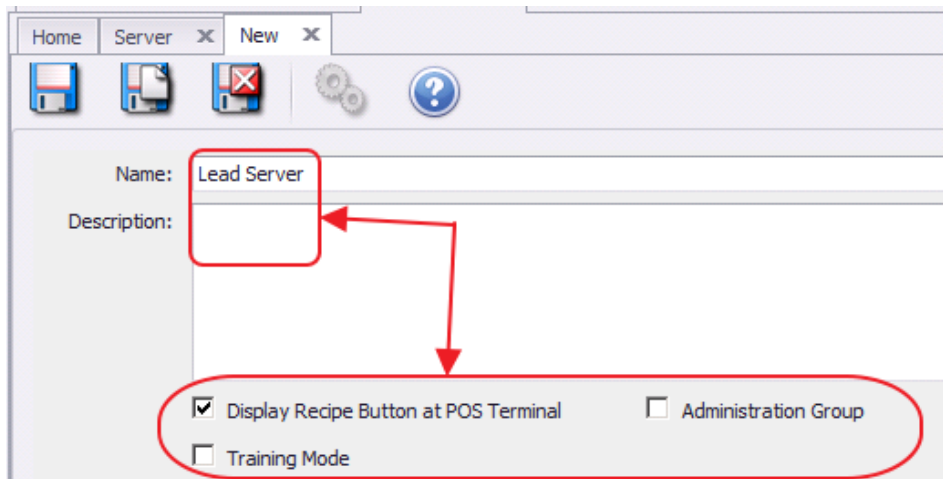 Home Server New
?
Name: Lead Server
Description:
Display Recipe Button at POS Terminal Administration Group
Training Mode